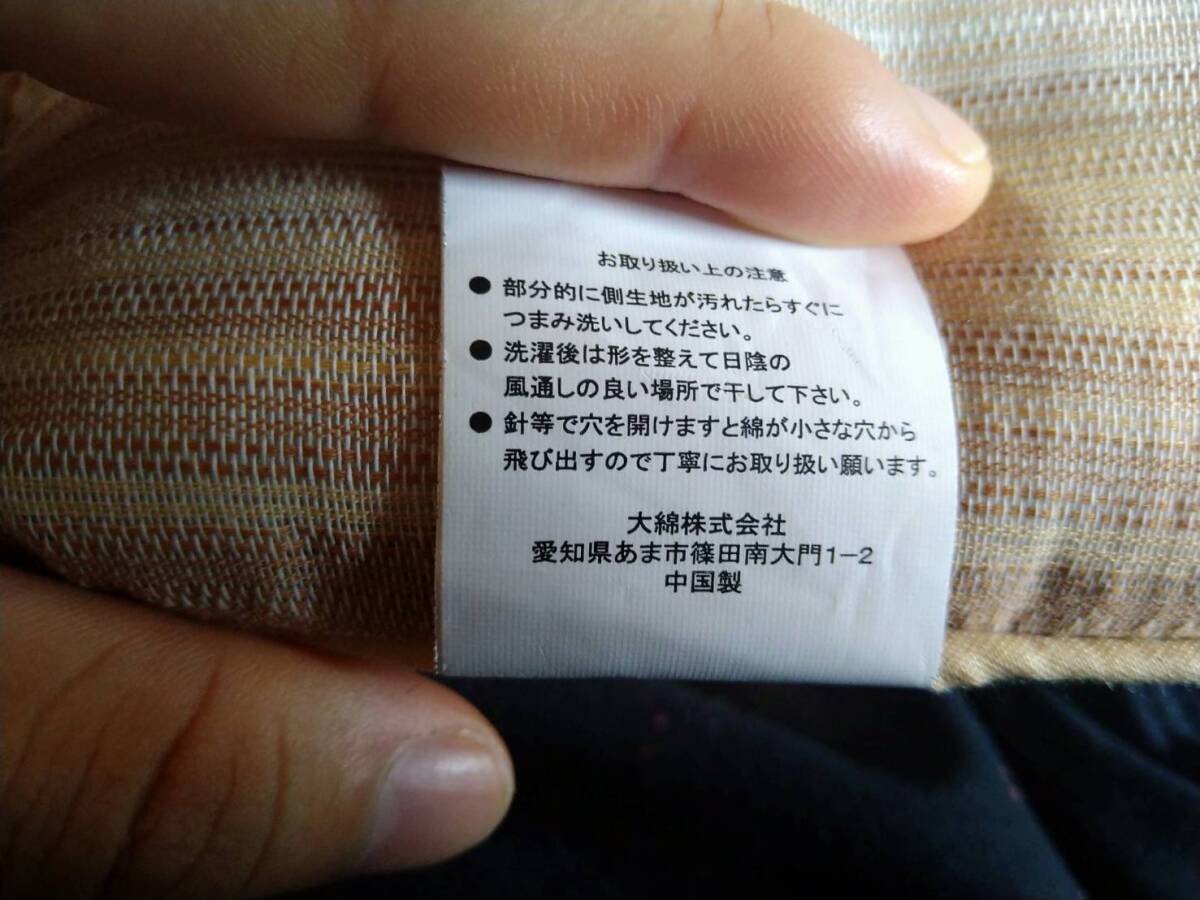 お取り扱い上の注意
● 部分的に側生地が汚れたらすぐに
つまみ洗いしてください。
● 洗濯後は形を整えて日陰の
風通しの良い場所で干して下さい。
● 針等で穴を開けますと綿が小さな穴から
飛び出すので丁寧にお取り扱い願います。
大綿株式会社
愛知県あま市篠田南大門1−2
中国製